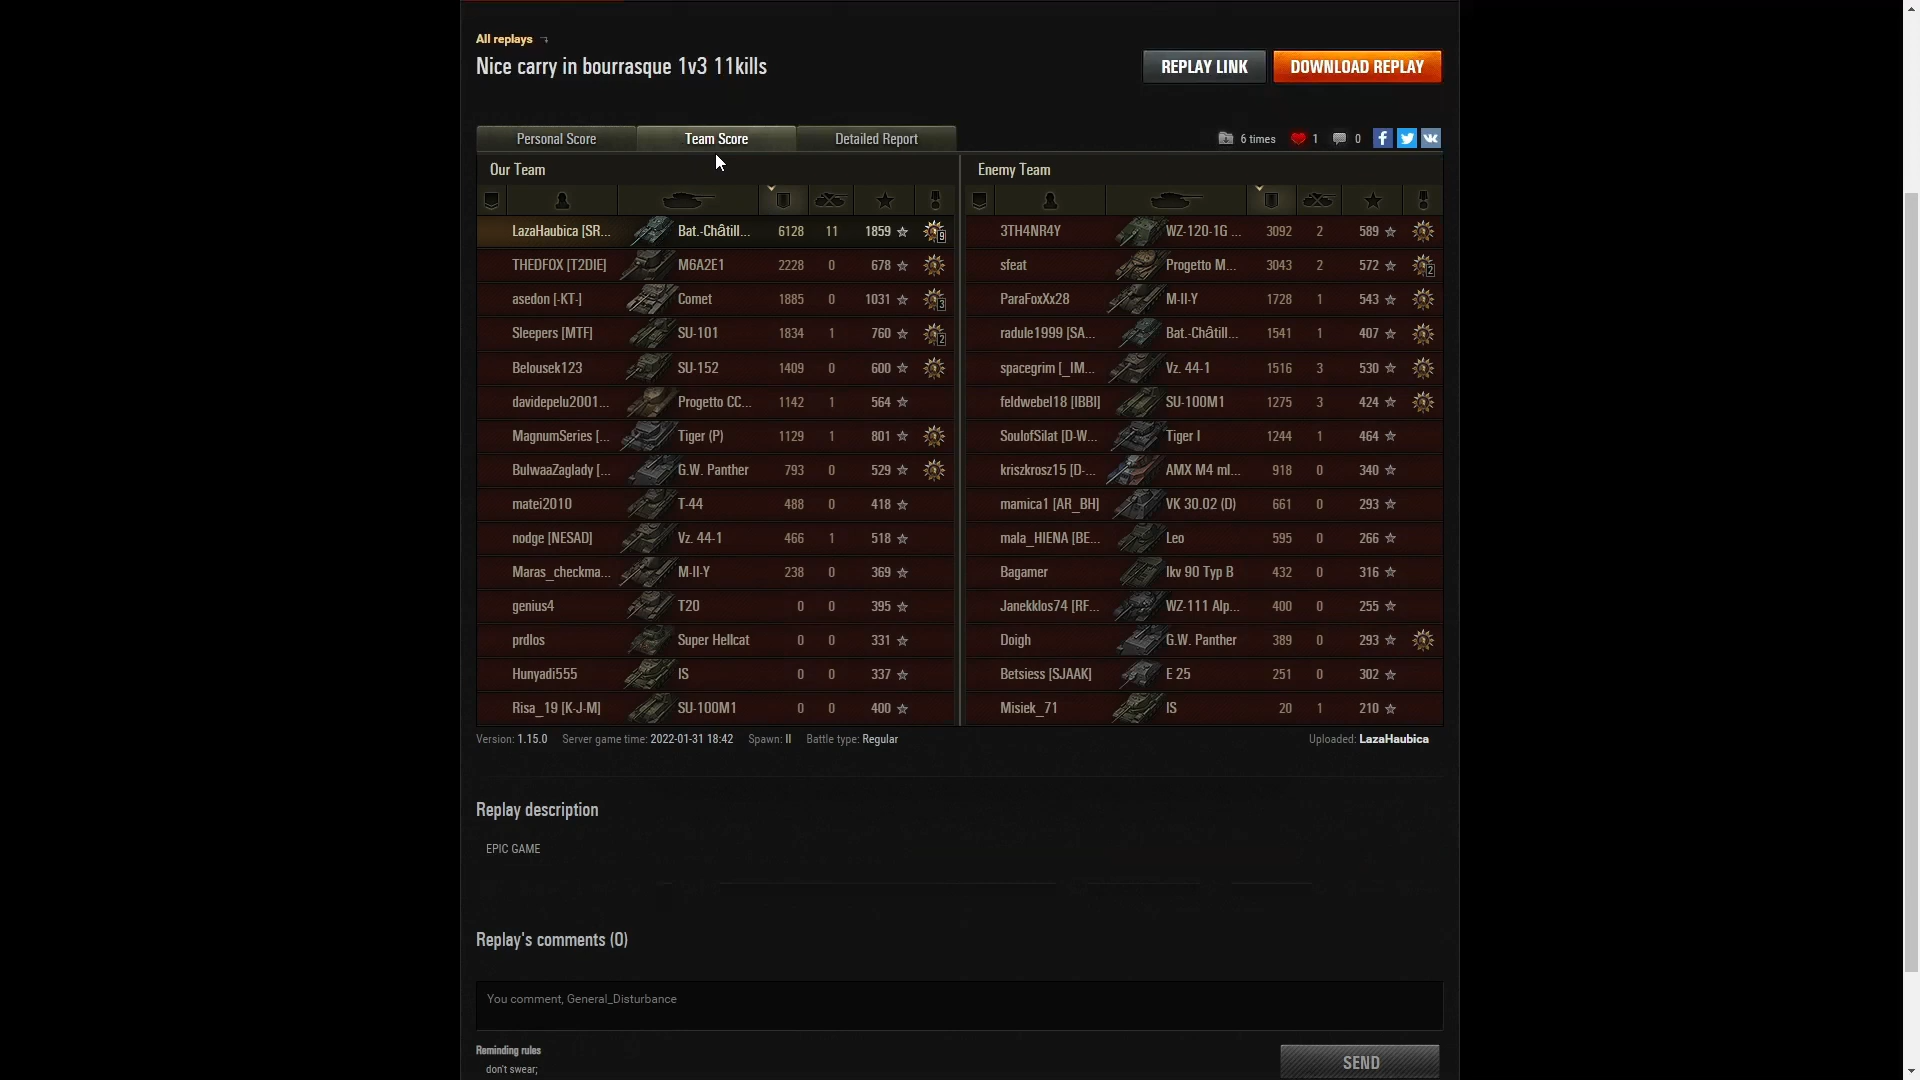 All replays
Nice carry in bourrasque 1v3 11kills
REPLAY LINK
DOWNLOAD REPLAY
Personal Score
Team Score
Detailed Report
6 times 1 0
Our Team
LazaHaubica [SR... Bat.-Châtill... 6128 11 1859 9
THEDFOX [T2DIE] M6A2E1 2228 0 678
asedon [-KT-] Comet 1885 0 1031 3
Sleepers [MTF] SU-101 1834 1 760 2
Belousek123 SU-152 1409 0 600
davidepelu2001... Progetto CC... 1142 1 564
MagnumSeries [... Tiger (P) 1129 1 801
BulwaaZaglady [... G.W. Panther 793 0 529
matei2010 T-44 488 0 418
nodge [NESAD] Vz. 44-1 466 1 518
Maras_checkma... M-II-Y 238 0 369
genius4 T20 0 0 395
prdlos Super Hellcat 0 0 331
Hunyadi555 IS 0 0 337
Risa_19 [K-J-M] SU-100M1 0 0 400
Enemy Team
3TH4NR4Y WZ-120-1G ... 3092 2 589
sfeat Progetto M... 3043 2 572 2
ParaFoxXx28 M-II-Y 1728 1 543
radule1999 [SA... Bat.-Châtill... 1541 1 407
spacegrim [_IM... Vz. 44-1 1516 3 530
feldwebel18 [IBBI] SU-100M1 1275 3 424
SoulofSilat [D-W... Tiger I 1244 1 464
kriszkrosz15 [D-... AMX M4 ml... 918 0 340
mamica1 [AR_BH] VK 30.02 (D) 661 0 293
mala_HIENA [BE... Leo 595 0 266
Bagamer Ikv 90 Typ B 432 0 316
Janekklos74 [RF... WZ-111 Alp... 400 0 255
Doigh G.W. Panther 389 0 293
Betsiess [SJAAK] E 25 251 0 302
Misiek_71 IS 20 1 210
Version: 1.15.0 Server game time: 2022-01-31 18:42 Spawn: II Battle type: Regular
Uploaded: LazaHaubica
Replay description
EPIC GAME
Replay's comments (0)
You comment, General_Disturbance
Reminding rules
don't swear;
SEND